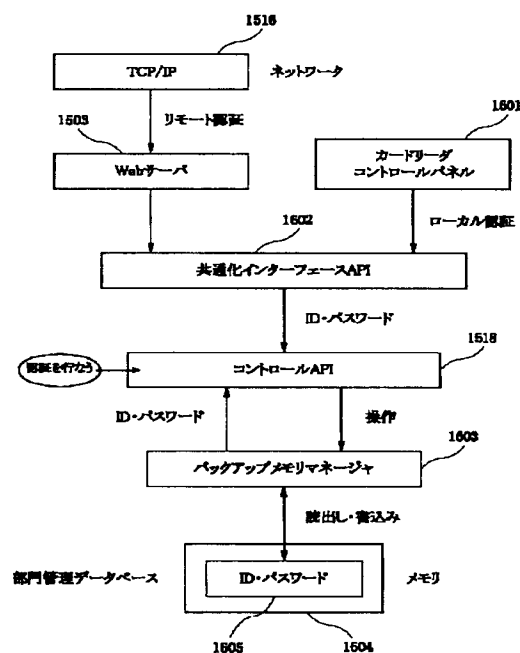 1516
TCP/IP
ネットワータ
1503
リモート認証
1601
Webサーバ
カードリーダ
コントロールパネル
1602
ローカル認証
共通化インターフェースAPI
ID・パスワード
1518
認証を行なう
コントロールAPI
ID・パスワード
操作
1603
バックアップメモリマネージャ
読出し・書込み
部門管理データベース
ID・パスワード
メモリ
1605
1604